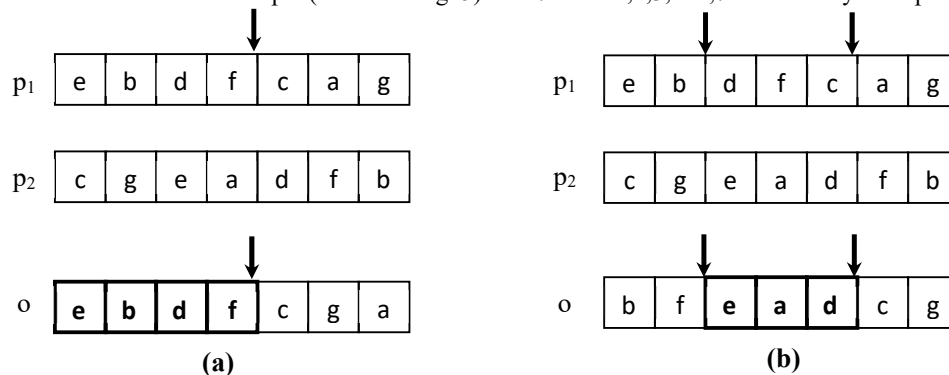 p1 e b d f c a g
p1 e b d f c a g
p2 c g e a d f b
p2 c g e a d f b
o e b d f c g a
o b f e a d c g
(a)
(b)